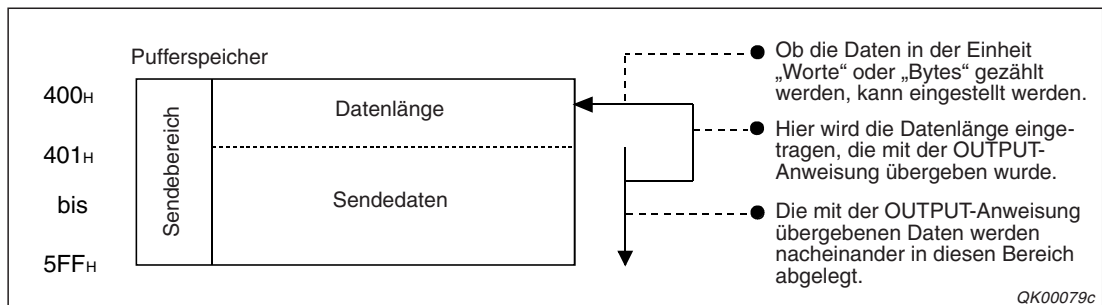 Pufferspeicher
400H
401H
bis
5FFH
Sendebereich
Datenlänge
Sendedaten
Ob die Daten in der Einheit
„Worte“ oder „Bytes“ gezählt
werden, kann eingestellt werden.
Hier wird die Datenlänge einge-
tragen, die mit der OUTPUT-
Anweisung übergeben wurde.
Die mit der OUTPUT-Anweisung
übergebenen Daten werden
nacheinander in diesen Bereich
abgelegt.
QK00079c